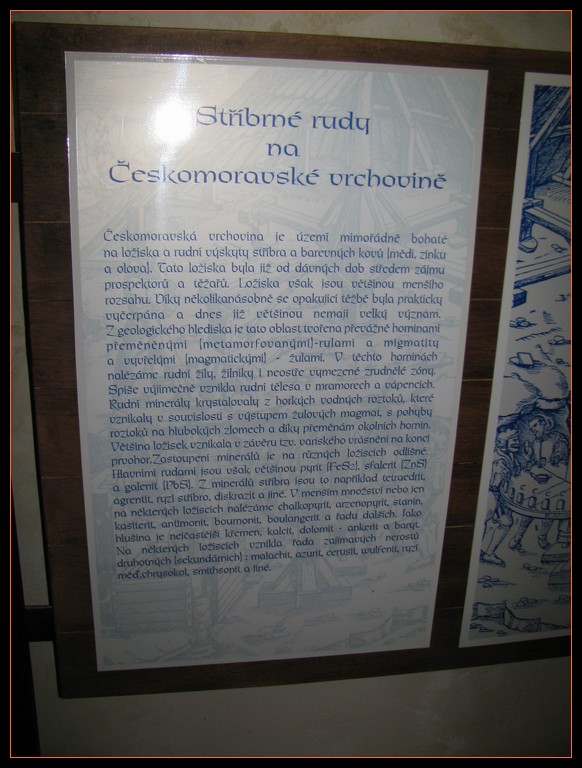 Stříbrné rudy
na
Českomoravské vrchovině
Českomoravská vrchovina je území mimořádně bohaté
na ložiska a rudní výskyty stříbra a barevných kovů (mědi, zinku
a olova). Tato ložiska byla již od dávných dob středem zájmu
prospektorů a těžařů. Ložiska však jsou většinou menšího
rozsahu. Díky několikanásobně se opakující těžbě byla prakticky
vyčerpána a dnes již většinou nemají velký význam.
Z geologického hlediska je tato oblast tvořena převážně horninami
přeměněnými (metamorfovanými)-rulami a migmatity
a vyvřelými (magmatickými) - žulami. V těchto horninách
nalézáme rudní žíly, žilníky i neostře vymezené zrudnělé zóny.
Spíše výjimečně vznikla rudní tělesa v mramorech a vápencích.
Rudní minerály krystalovaly z horkých vodných roztoků, které
vznikaly v souvislosti s výstupem žulových magmat, s pohyby
roztoků na hlubokých zlomech a díky přeměnám okolních hornin.
Většina ložisek vznikala v závěru tzv. variského vrásnění na konci
prvohor.Zastoupení minerálů je na různých ložiscích odlišné.
Hlavními rudami jsou však většinou pyrit (FeS2), sfalerit (ZnS)
a galenit (PbS). Z minerálů stříbra jsou to například tetraedrit,
argentit, ryzí stříbro, diskrazit a jiné. V menším množství nebo jen
na některých ložiscích nalézáme chalkopyrit, arzenopyrit, stanin,
kasiterit, antimonit, bournonit, boulangerit a řadu dalších. Jako
hlušina je nejčastější křemen, kalcit, dolomit - ankerit a baryt.
Na některých ložiscích vznikla řada zajímavých nerostů
druhotných (sekundárních) : malachit, azurit, cerusit, wulfenit, ryzí
měď,chrysokol, smithsonit a jiné.